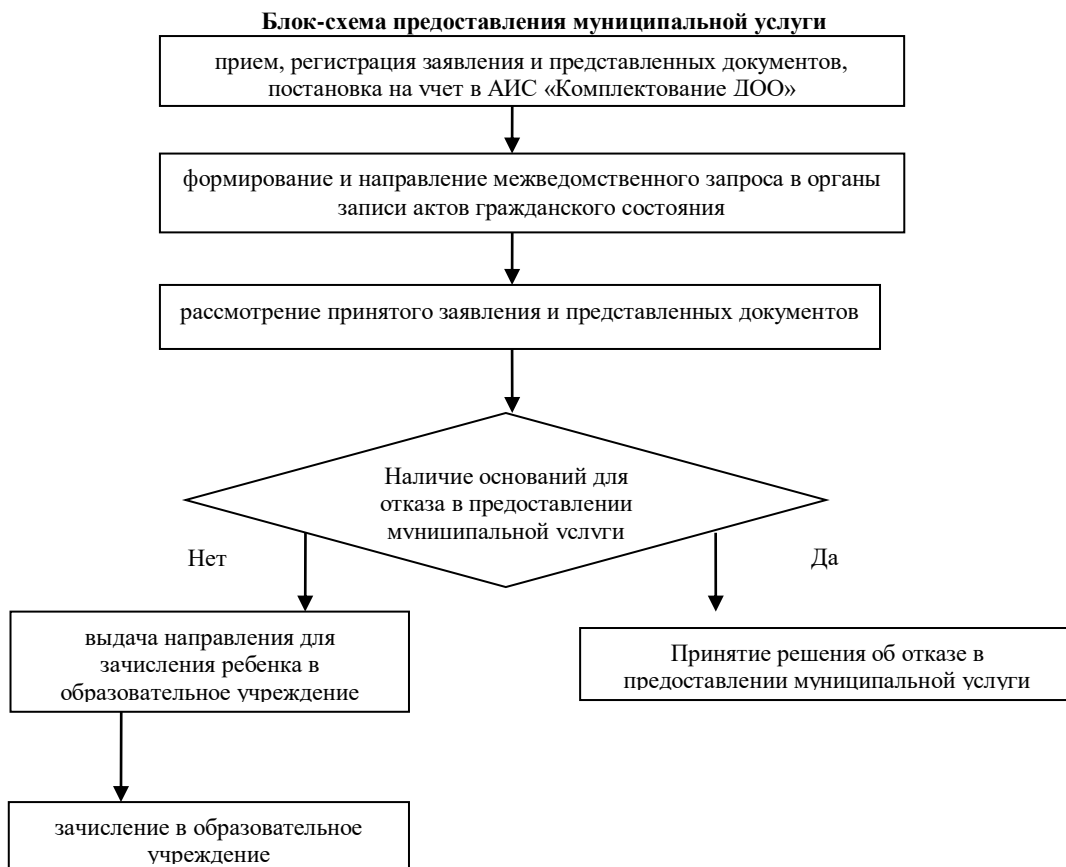 Блок-схема предоставления муниципальной услуги
прием, регистрация заявления и представленных документов,
постановка на учет в АИС «Комплектование ДОО»
формирование и направление межведомственного запроса в органы
записи актов гражданского состояния
рассмотрение принятого заявления и представленных документов
Наличие оснований для
отказа в предоставлении
муниципальной услуги
Нет
Да
выдача направления для
зачисления ребенка в
образовательное учреждение
Принятие решения об отказе в
предоставлении муниципальной услуги
зачисление в образовательное
учреждение